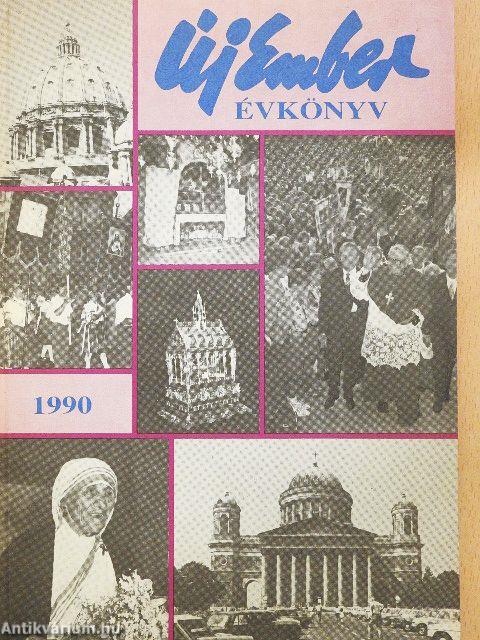 Új Ember
ÉVKÖNYV
1990
Antikvarium.hu